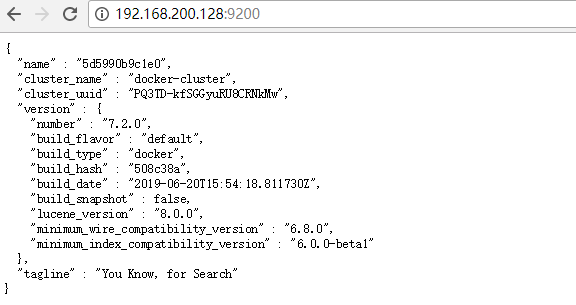 192.168.200.128:9200
{
  "name" : "5d5990b9c1e0",
  "cluster_name" : "docker-cluster",
  "cluster_uuid" : "PQ3TD-kfSGGyuRU8CRNkMw",
  "version" : {
    "number" : "7.2.0",
    "build_flavor" : "default",
    "build_type" : "docker",
    "build_hash" : "508c38a",
    "build_date" : "2019-06-20T15:54:18.811730Z",
    "build_snapshot" : false,
    "lucene_version" : "8.0.0",
    "minimum_wire_compatibility_version" : "6.8.0",
    "minimum_index_compatibility_version" : "6.0.0-beta1"
  },
  "tagline" : "You Know, for Search"
}